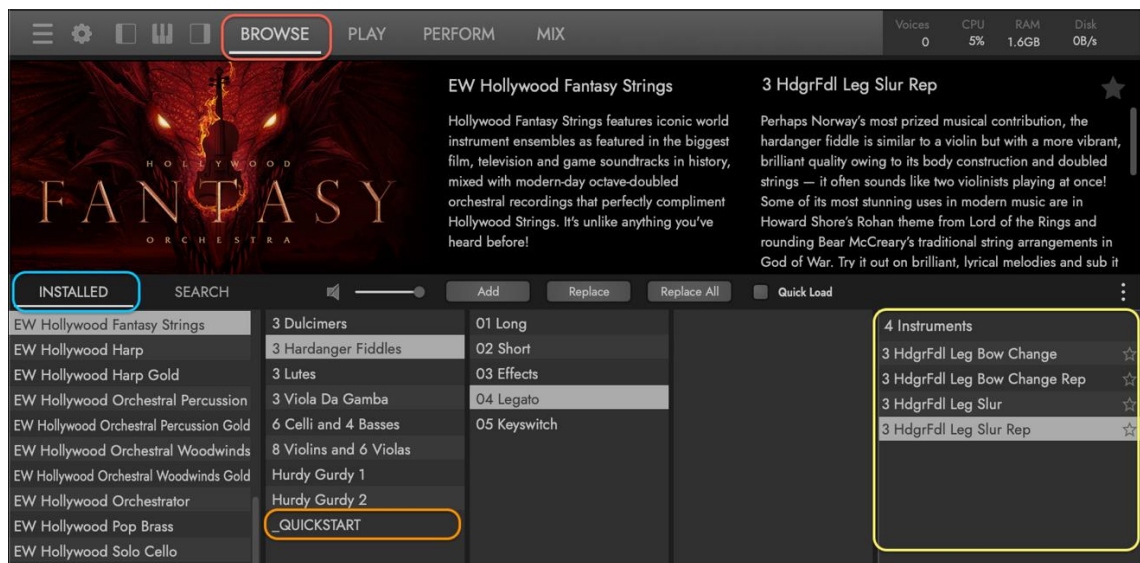 BROWSE PLAY PERFORM MIX
Voices CPU RAM Disk
0 5% 1.6GB 0B/s
HOLLYWOOD
FANTASY
ORCHESTRA
EW Hollywood Fantasy Strings
Hollywood Fantasy Strings features iconic world
instrument ensembles as featured in the biggest
film, television and game soundtracks in history,
mixed with modern-day octave-doubled
orchestral recordings that perfectly compliment
Hollywood Strings. It's unlike anything you've
heard before!
3 HdgrFdl Leg Slur Rep
Perhaps Norway's most prized musical contribution, the
hardanger fiddle is similar to a violin but with a more vibrant,
brilliant quality owing to its body construction and doubled
strings — it often sounds like two violinists playing at once!
Some of its most stunning uses in modern music are in
Howard Shore's Rohan theme from Lord of the Rings and
rounding Bear McCreary's traditional string arrangements in
God of War. Try it out on brilliant, lyrical melodies and sub it
INSTALLED SEARCH Add Replace Replace All Quick Load
EW Hollywood Fantasy Strings
EW Hollywood Harp
EW Hollywood Harp Gold
EW Hollywood Orchestral Percussion
EW Hollywood Orchestral Percussion Gold
EW Hollywood Orchestral Woodwinds
EW Hollywood Orchestral Woodwinds Gold
EW Hollywood Orchestrator
EW Hollywood Pop Brass
EW Hollywood Solo Cello
3 Dulcimers
3 Hardanger Fiddles
3 Lutes
3 Viola Da Gamba
6 Celli and 4 Basses
8 Violins and 6 Violas
Hurdy Gurdy 1
Hurdy Gurdy 2
_QUICKSTART
01 Long
02 Short
03 Effects
04 Legato
05 Keyswitch
4 Instruments
3 HdgrFdl Leg Bow Change
3 HdgrFdl Leg Bow Change Rep
3 HdgrFdl Leg Slur
3 HdgrFdl Leg Slur Rep